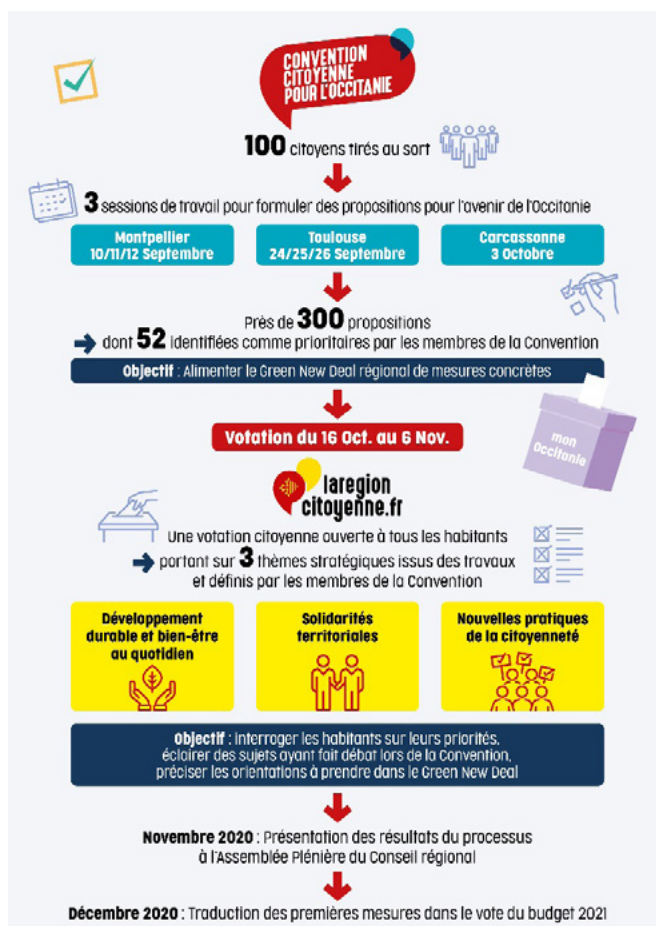 CONVENTION
CITOYENNE
POUR L'OCCITANIE
100 citoyens tirés au sort
3 sessions de travail pour formuler des propositions pour l'avenir de l'Occitanie
Montpellier
10/11/12 Septembre
Toulouse
24/25/26 Septembre
Carcassonne
3 Octobre
Près de 300 propositions
dont 52 identifiées comme prioritaires par les membres de la Convention
Objectif : Alimenter le Green New Deal régional de mesures concrètes
Votation du 16 Oct. au 6 Nov.
mon
Occitanie
laregion
citoyenne.fr
Une votation citoyenne ouverte à tous les habitants
portant sur 3 thèmes stratégiques issus des travaux
et définis par les membres de la Convention
Développement
durable et bien-être
au quotidien
Solidarités
territoriales
Nouvelles pratiques
de la citoyenneté
Objectif : interroger les habitants sur leurs priorités,
éclairer des sujets ayant fait débat lors de la Convention,
préciser les orientations à prendre dans le Green New Deal
Novembre 2020 : Présentation des résultats du processus
à l'Assemblée Plénière du Conseil régional
Décembre 2020 : Traduction des premières mesures dans le vote du budget 2021